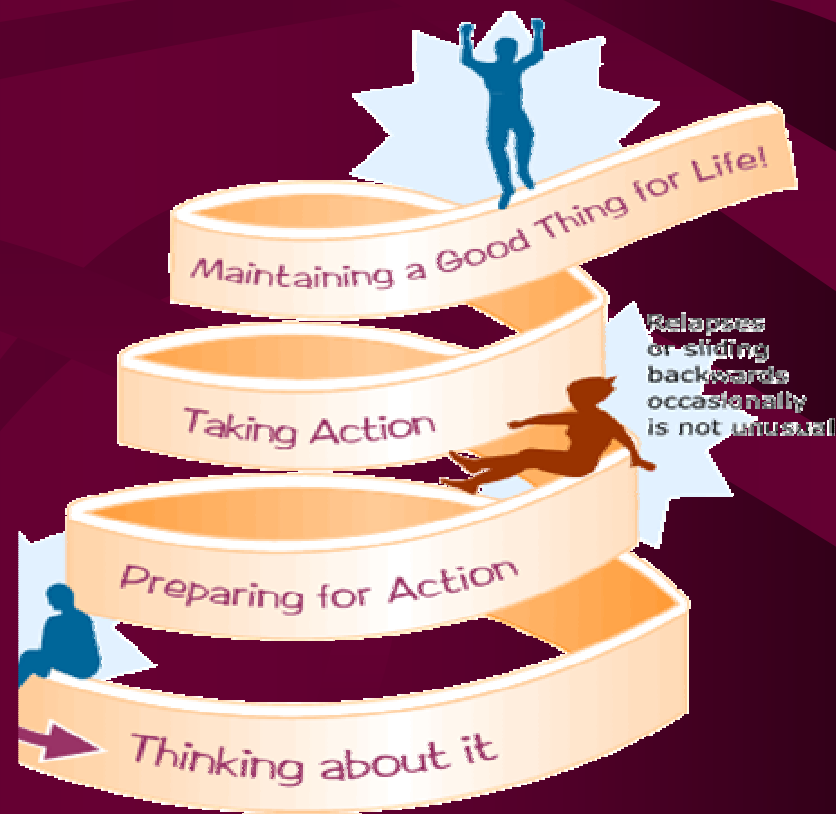 Maintaining a Good Thing for Life!
Relapses
or sliding
backwards
occasionally
is not unusual
Taking Action
Preparing for Action
Thinking about it